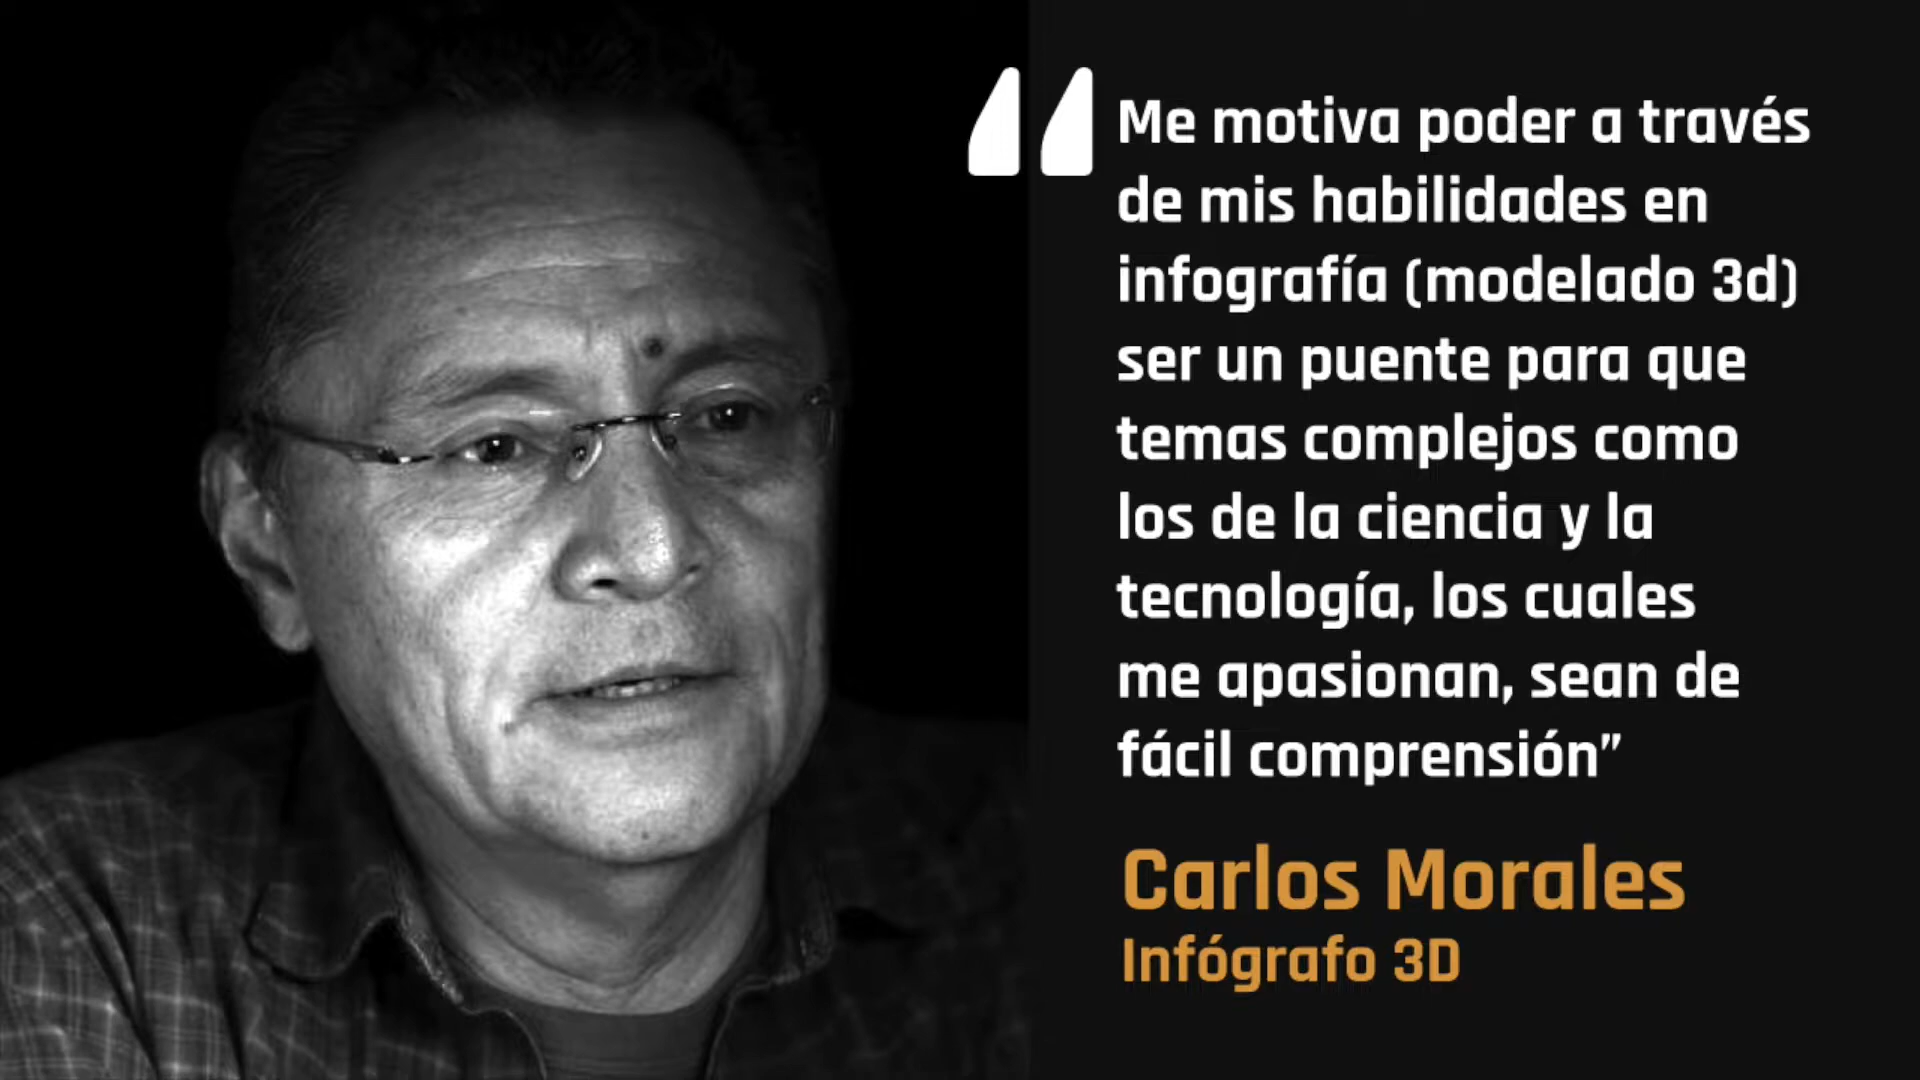 “Me motiva poder a través
de mis habilidades en
infografía (modelado 3d)
ser un puente para que
temas complejos como
los de la ciencia y la
tecnología, los cuales
me apasionan, sean de
fácil comprensión”
Carlos Morales
Infógrafo 3D